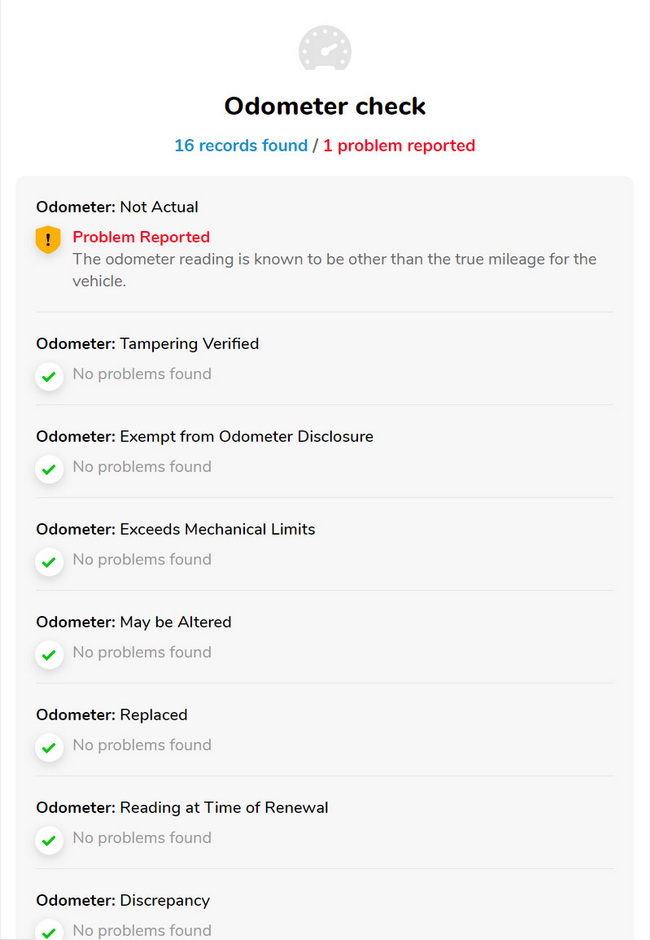 Odometer check
16 records found / 1 problem reported
Odometer: Not Actual
Problem Reported
The odometer reading is known to be other than the true mileage for the
vehicle.
Odometer: Tampering Verified
No problems found
Odometer: Exempt from Odometer Disclosure
No problems found
Odometer: Exceeds Mechanical Limits
No problems found
Odometer: May be Altered
No problems found
Odometer: Replaced
No problems found
Odometer: Reading at Time of Renewal
No problems found
Odometer: Discrepancy
No problems found